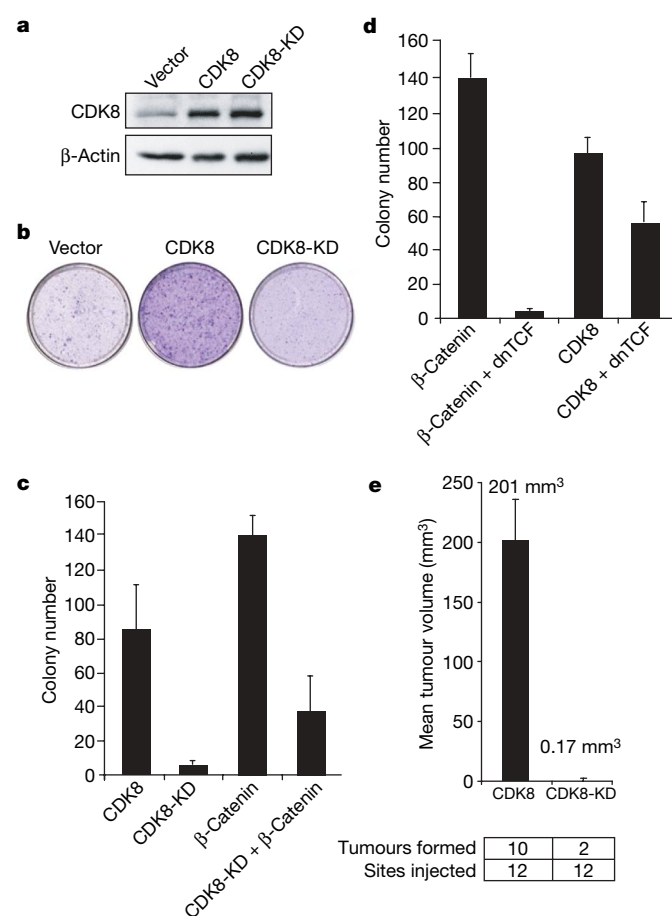 a
Vector
CDK8
CDK8-KD
CDK8
β-Actin
b
Vector
CDK8
CDK8-KD
c
Colony number
160
140
120
100
80
60
40
20
0
CDK8
CDK8-KD
β-Catenin
CDK8-KD + β-Catenin
d
Colony number
160
140
120
100
80
60
40
20
0
β-Catenin
β-Catenin + dnTCF
CDK8
CDK8 + dnTCF
e
Mean tumour volume (mm³)
250
200
150
100
50
0
201 mm³
0.17 mm³
CDK8
CDK8-KD
Tumours formed 10 2
Sites injected 12 12